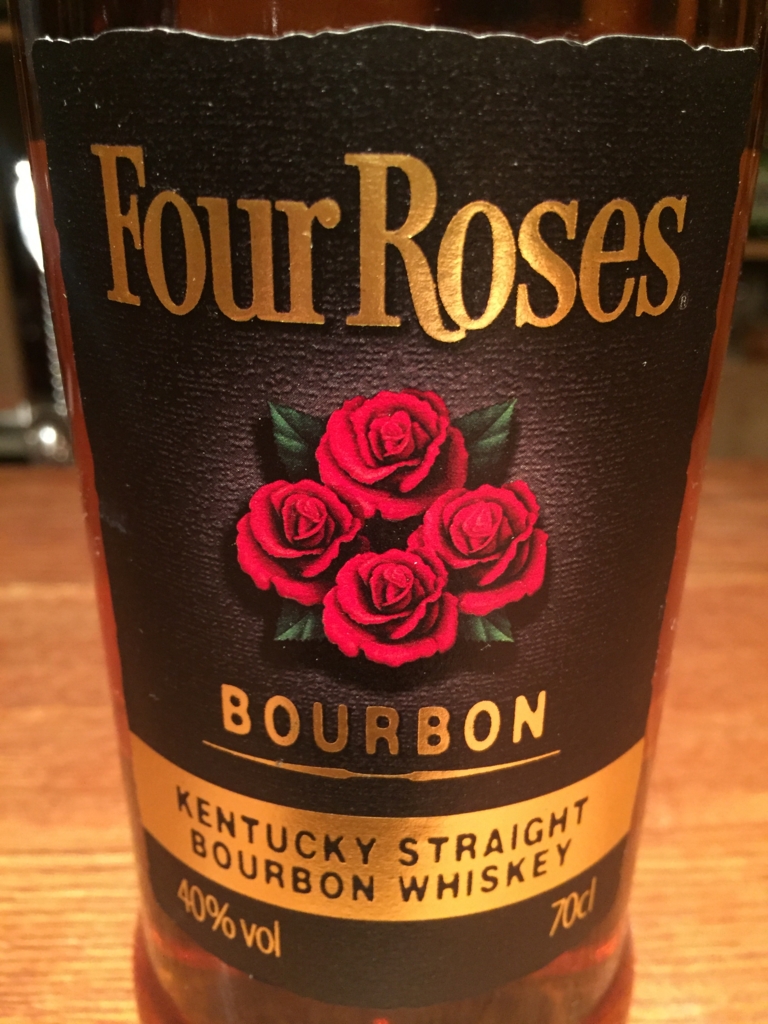 Four Roses
BOURBON
KENTUCKY STRAIGHT
BOURBON WHISKEY
40% vol
70cl